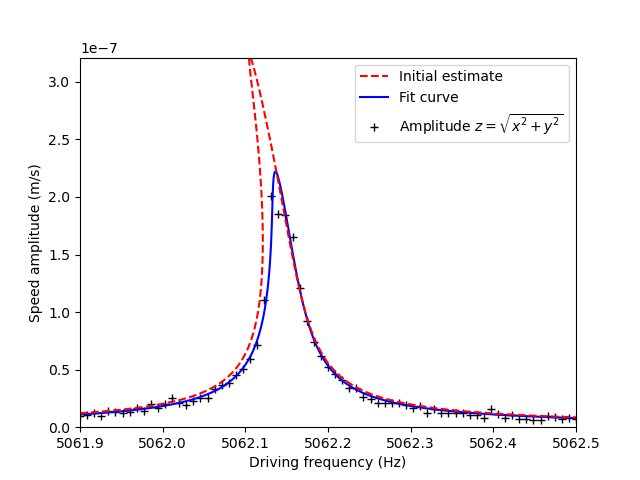 1e−7
3.0
2.5
2.0
1.5
1.0
0.5
0.0
5061.9 5062.0 5062.1 5062.2 5062.3 5062.4 5062.5
Driving frequency (Hz)
Speed amplitude (m/s)
Initial estimate
Fit curve
Amplitude z = √x² + y²